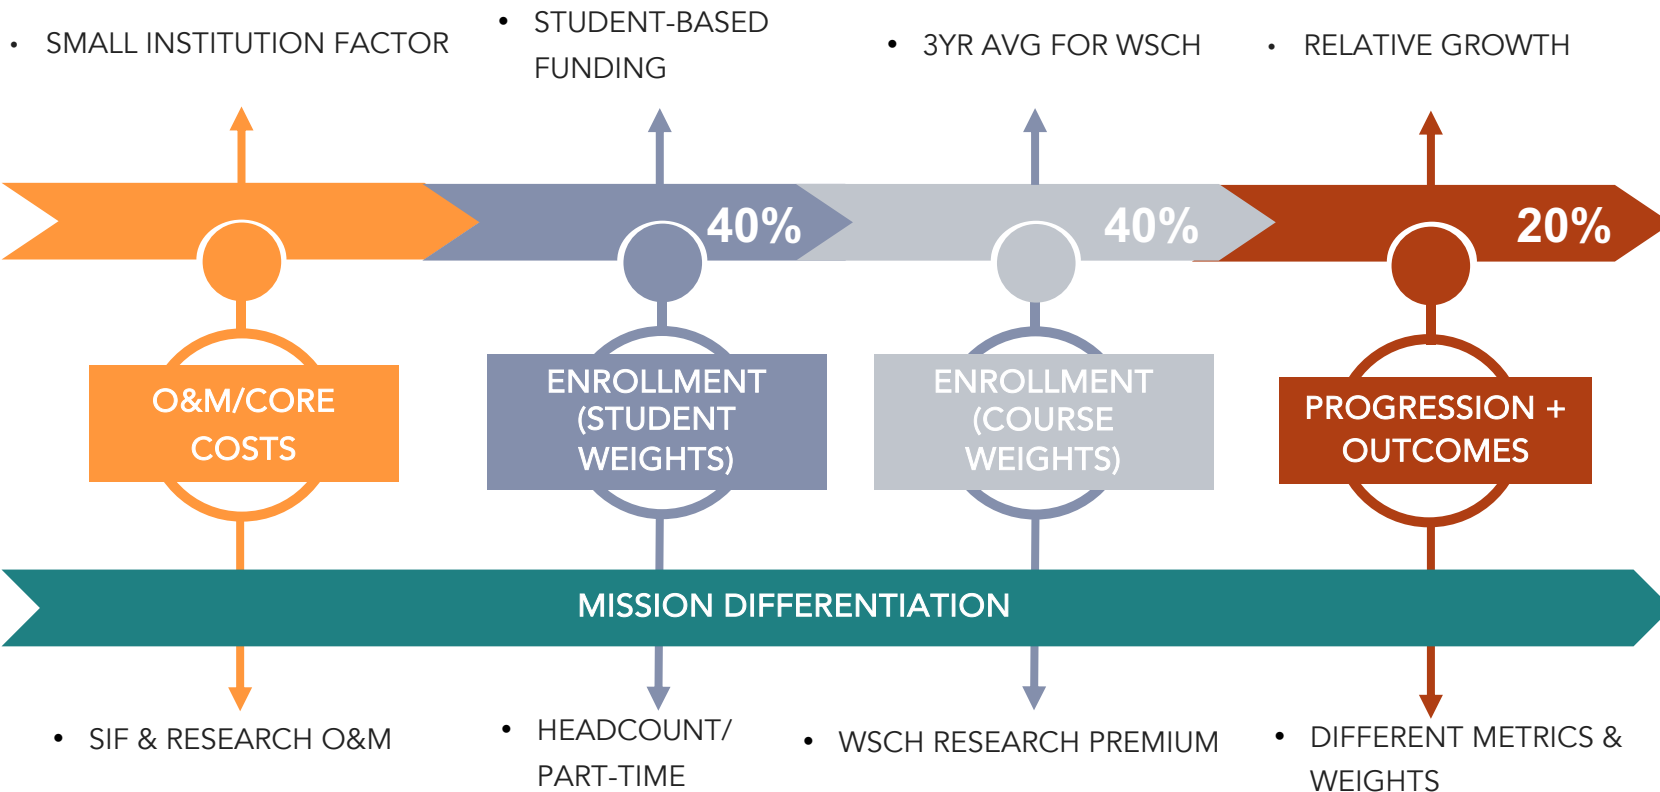 • SMALL INSTITUTION FACTOR
• STUDENT-BASED
FUNDING
• 3YR AVG FOR WSCH
• RELATIVE GROWTH
40%
40%
20%
O&M/CORE
COSTS
ENROLLMENT
(STUDENT
WEIGHTS)
ENROLLMENT
(COURSE
WEIGHTS)
PROGRESSION +
OUTCOMES
MISSION DIFFERENTIATION
• SIF & RESEARCH O&M
• HEADCOUNT/
PART-TIME
• WSCH RESEARCH PREMIUM
• DIFFERENT METRICS &
WEIGHTS